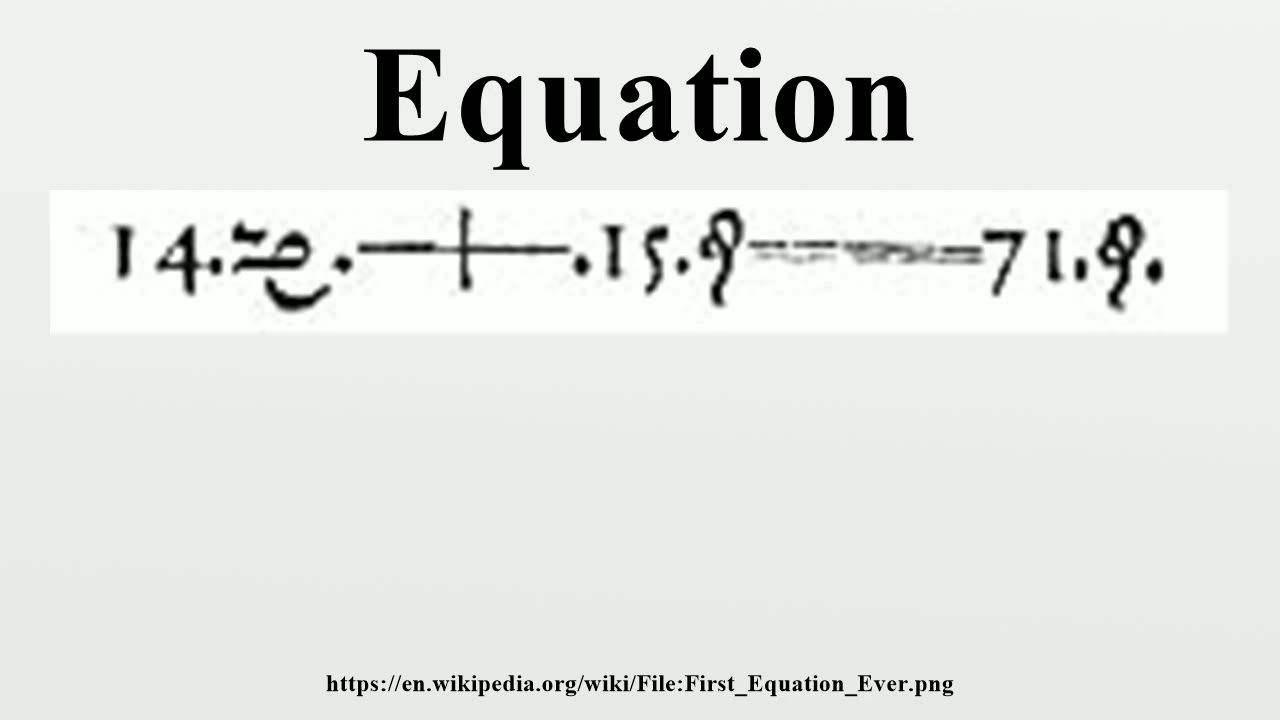 Equation
14. .—+—.15. ═ 71. .
https://en.wikipedia.org/wiki/File:First_Equation_Ever.png